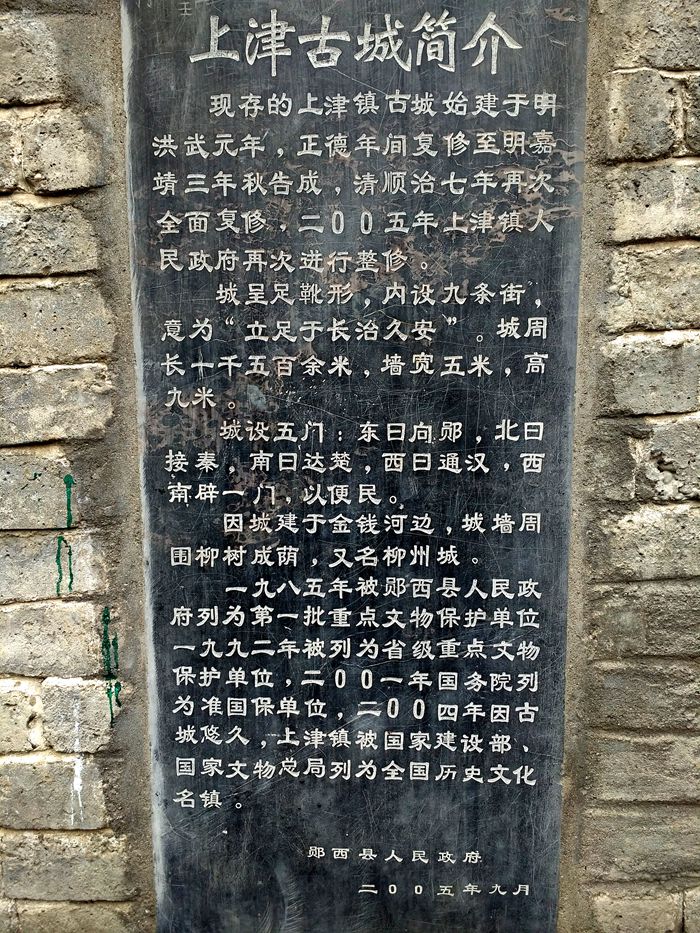 上津古城简介
现存的上津镇古城始建于明
洪武元年，正德年间复修至明嘉
靖三年秋告成，清顺治七年再次
全面复修，二00五年上津镇人
民政府再次进行整修。
城呈足靴形，内设九条街，
意为“立足于长治久安”。城周
长一千五百余米，墙宽五米，高
九米。
城设五门：东曰向郧，北曰
接秦，南曰达楚，西曰通汉，西
南辟一门，以便民。
因城建于金钱河边，城墙周
围柳树成荫，又名柳州城。
一九八五年被郧西县人民政
府列为第一批重点文物保护单位
一九九二年被列为省级重点文物
保护单位，二00一年国务院列
为准国保单位，二00四年因古
城悠久，上津镇被国家建设部、
国家文物总局列为全国历史文化
名镇。
郧西县人民政府
二00五年九月